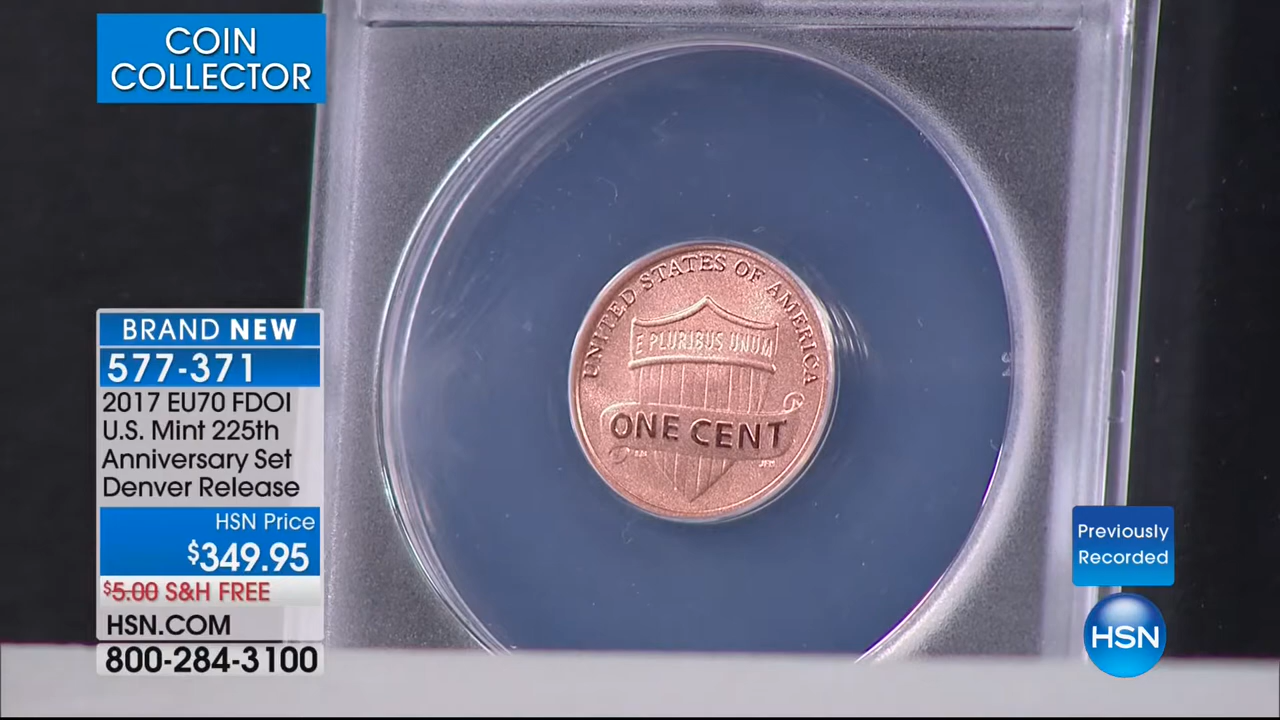 COIN
COLLECTOR
UNITED STATES OF AMERICA
E PLURIBUS UNUM
ONE CENT
BRAND NEW
577-371
2017 EU70 FDOI
U.S. Mint 225th
Anniversary Set
Denver Release
HSN Price
$349.95
$5.00 S&H FREE
HSN.COM
800-284-3100
Previously
Recorded
HSN